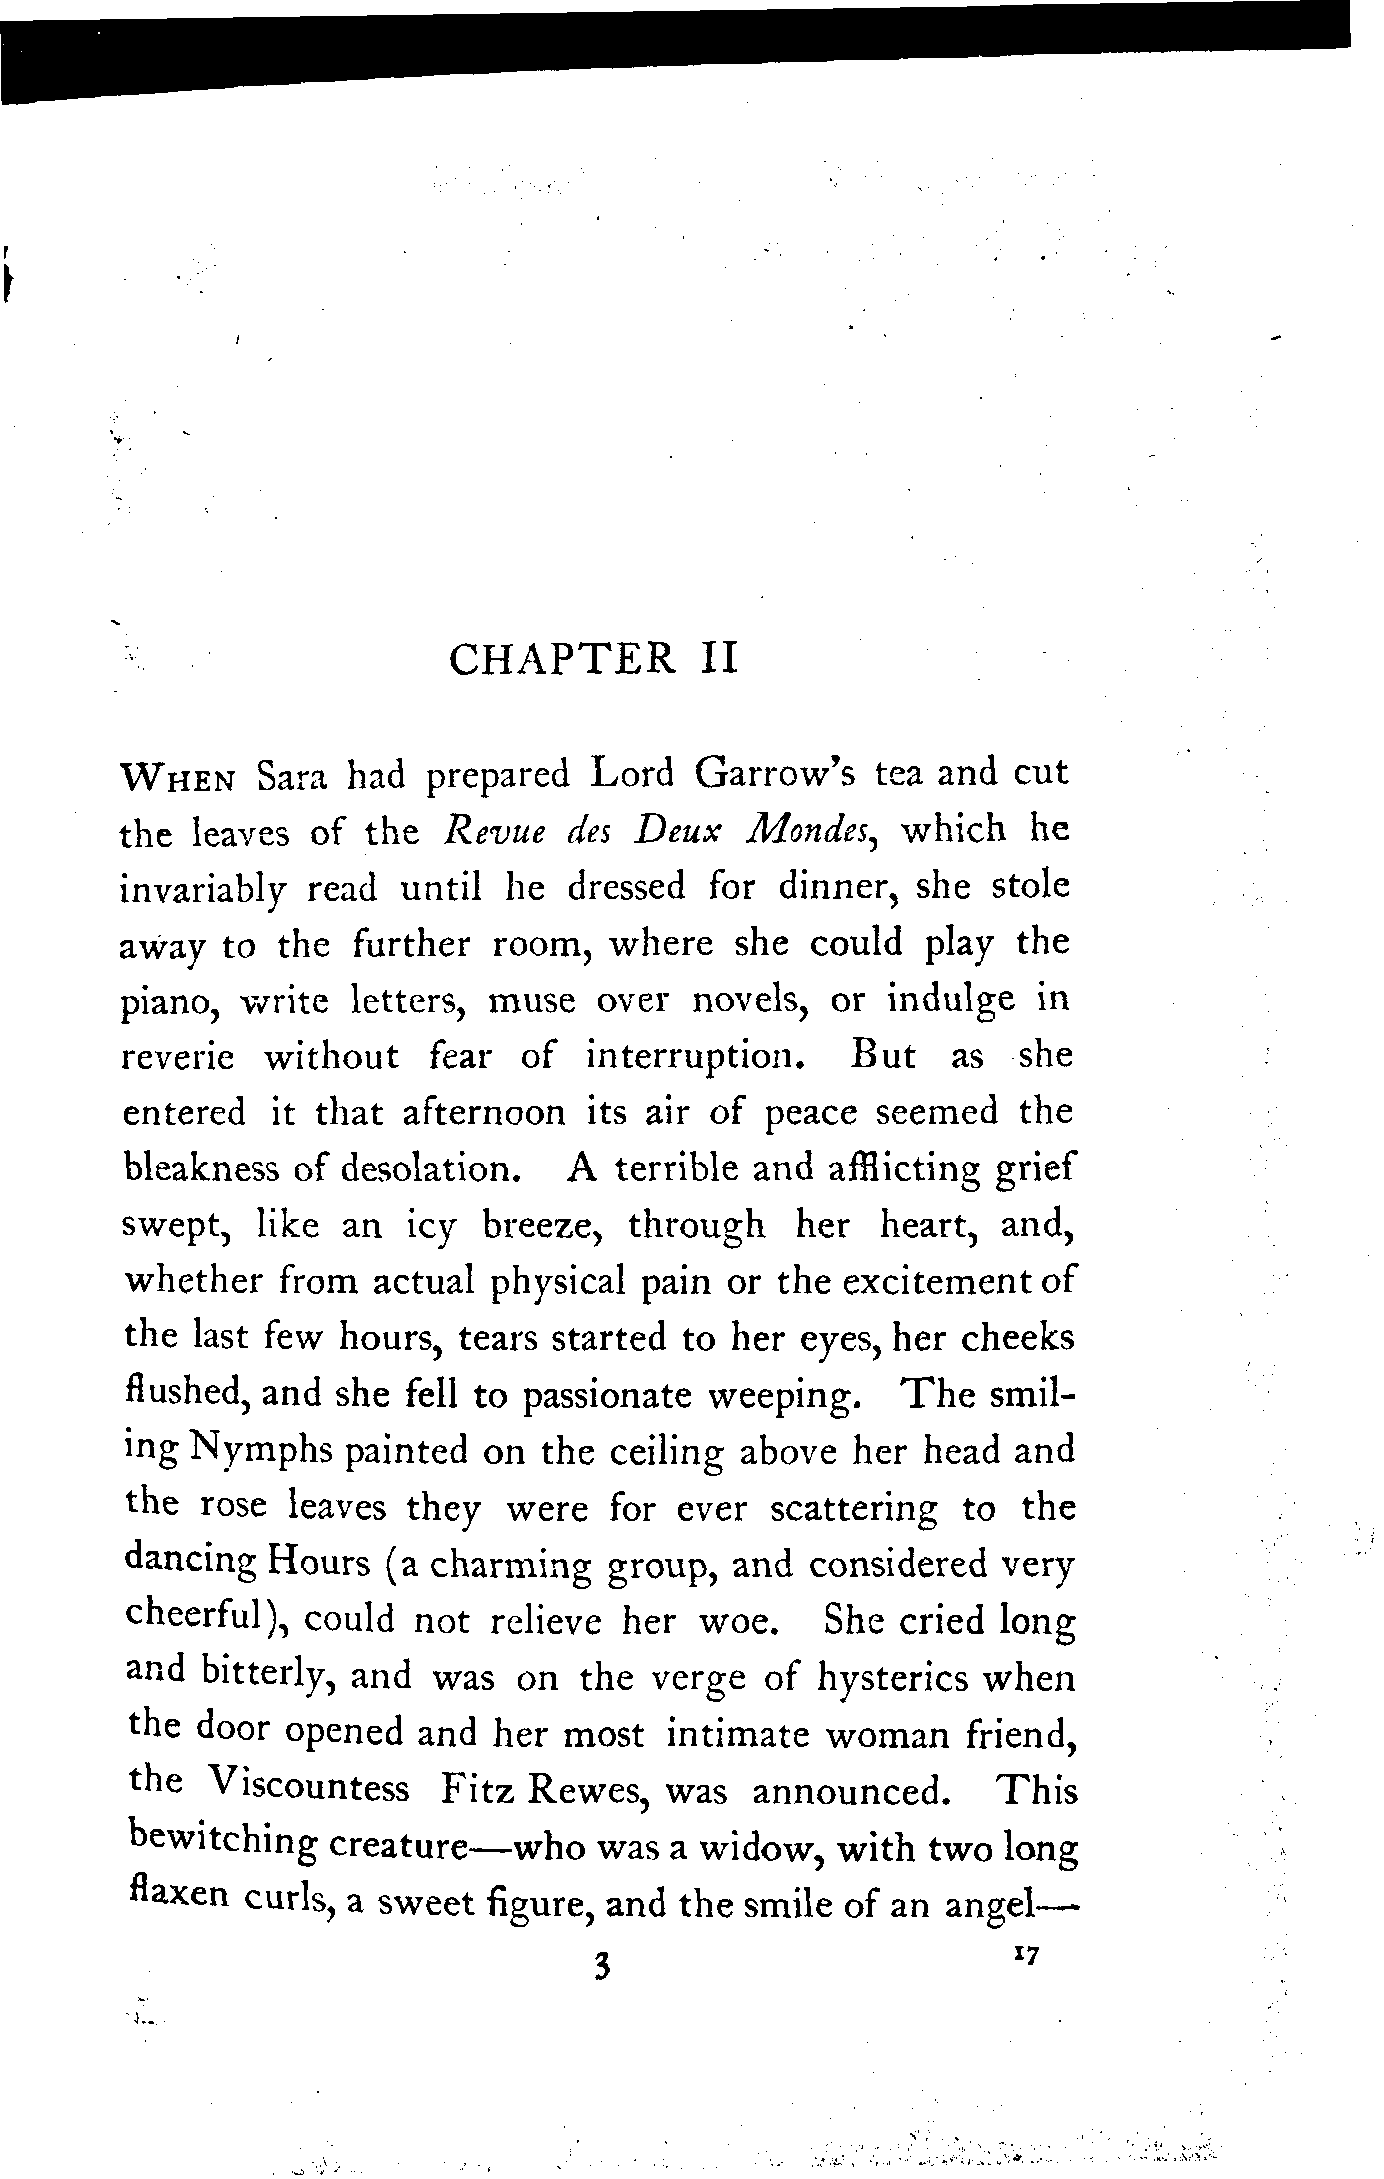 CHAPTER II
WHEN Sara had prepared Lord Garrow's tea and cut
the leaves of the Revue des Deux Mondes, which he
invariably read until he dressed for dinner, she stole
away to the further room, where she could play the
piano, write letters, muse over novels, or indulge in
reverie without fear of interruption. But as she
entered it that afternoon its air of peace seemed the
bleakness of desolation. A terrible and afflicting grief
swept, like an icy breeze, through her heart, and,
whether from actual physical pain or the excitement of
the last few hours, tears started to her eyes, her cheeks
flushed, and she fell to passionate weeping. The smil-
ing Nymphs painted on the ceiling above her head and
the rose leaves they were for ever scattering to the
dancing Hours (a charming group, and considered very
cheerful), could not relieve her woe. She cried long
and bitterly, and was on the verge of hysterics when
the door opened and her most intimate woman friend,
the Viscountess Fitz Rewes, was announced. This
bewitching creature—who was a widow, with two long
flaxen curls, a sweet figure, and the smile of an angel—
3 17